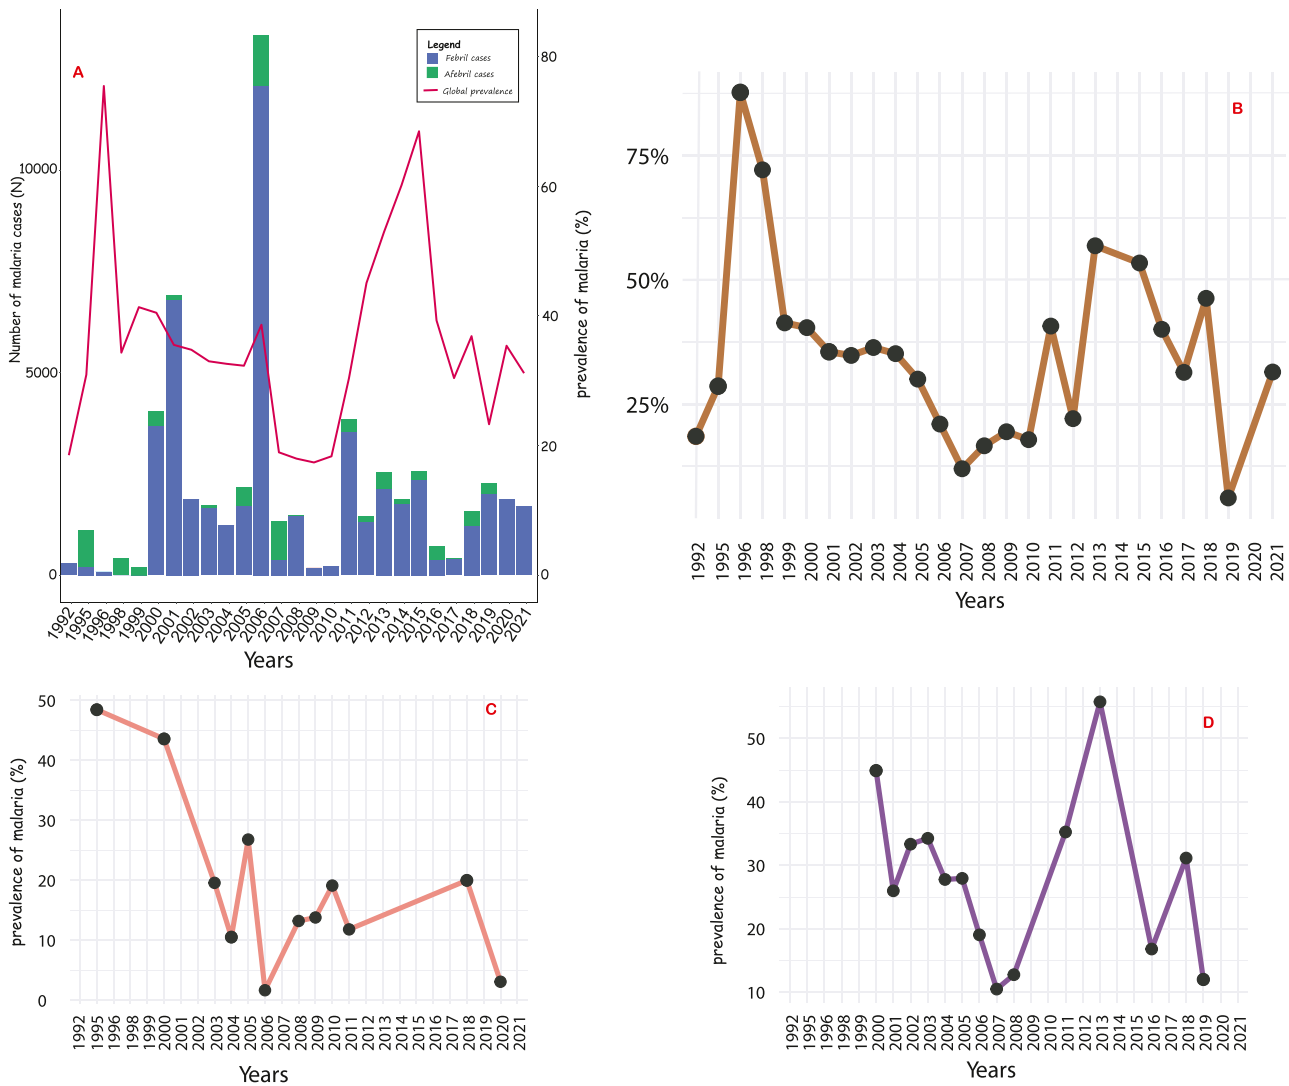 A
Legend
Febril cases
Afebril cases
Global prevalence
Number of malaria cases (N)
10000
5000
0
80
60
40
20
0
prevalence of malaria (%)
1992 1995 1996 1998 1999 2000 2001 2002 2003 2004 2005 2006 2007 2008 2009 2010 2011 2012 2013 2014 2015 2016 2017 2018 2019 2020 2021
Years
B
75%
50%
25%
1992 1995 1996 1998 1999 2000 2001 2002 2003 2004 2005 2006 2007 2008 2009 2010 2011 2012 2013 2014 2015 2016 2017 2018 2019 2020 2021
Years
C
prevalence of malaria (%)
50
40
30
20
10
0
1992 1995 1996 1998 1999 2000 2001 2002 2003 2004 2005 2006 2007 2008 2009 2010 2011 2012 2013 2014 2015 2016 2017 2018 2019 2020 2021
Years
D
prevalence of malaria (%)
50
40
30
20
10
1992 1995 1996 1998 1999 2000 2001 2002 2003 2004 2005 2006 2007 2008 2009 2010 2011 2012 2013 2014 2015 2016 2017 2018 2019 2020 2021
Years